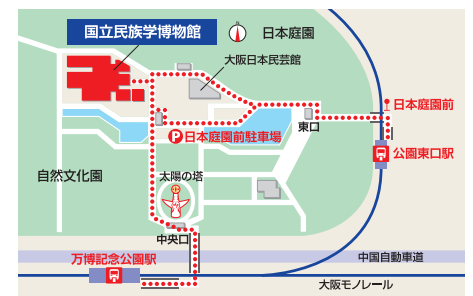 国立民族学博物館
日本庭園
大阪日本民芸館
日本庭園前
東口
P日本庭園前駐車場
公園東口駅
自然文化園
太陽の塔
中央口
万博記念公園駅
中国自動車道
大阪モノレール